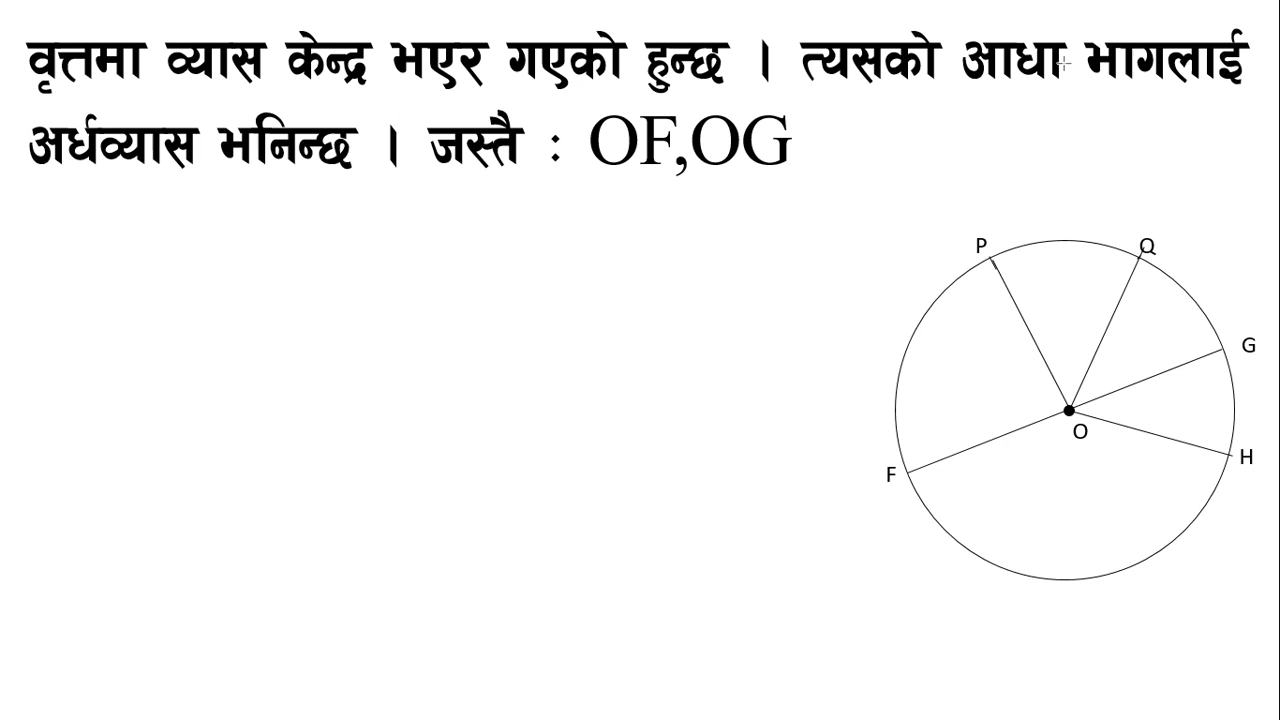 वृत्तमा व्यास केन्द्र भएर गएको हुन्छ । त्यसको आधा भागलाई
अर्धव्यास भनिन्छ । जस्तै : OF,OG
P
Q
G
O
H
F